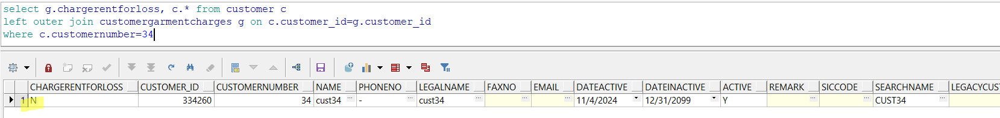 select g.chargerentforloss, c.* from customer c
left outer join customergarmentcharges g on c.customer_id=g.customer_id
where c.customernumber=34
CHARGERENTFORLOSS CUSTOMER_ID CUSTOMERNUMBER NAME PHONENO LEGALNAME FAXNO EMAIL DATEACTIVE DATEINACTIVE ACTIVE REMARK SICCODE SEARCHNAME LEGACYCUST
1 N 334260 34 cust34 ... - ... cust34 ... ... ... 11/4/2024 12/31/2099 Y ... ... CUST34 ...